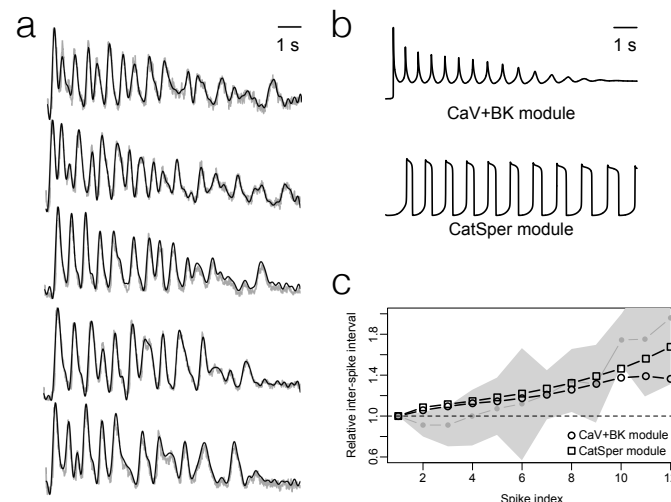 a
1 s
b
1 s
CaV+BK module
CatSper module
c
Relative inter-spike interval
1.8
1.4
1.0
0.6
CaV+BK module
CatSper module
2
4
6
8
10
Spike index